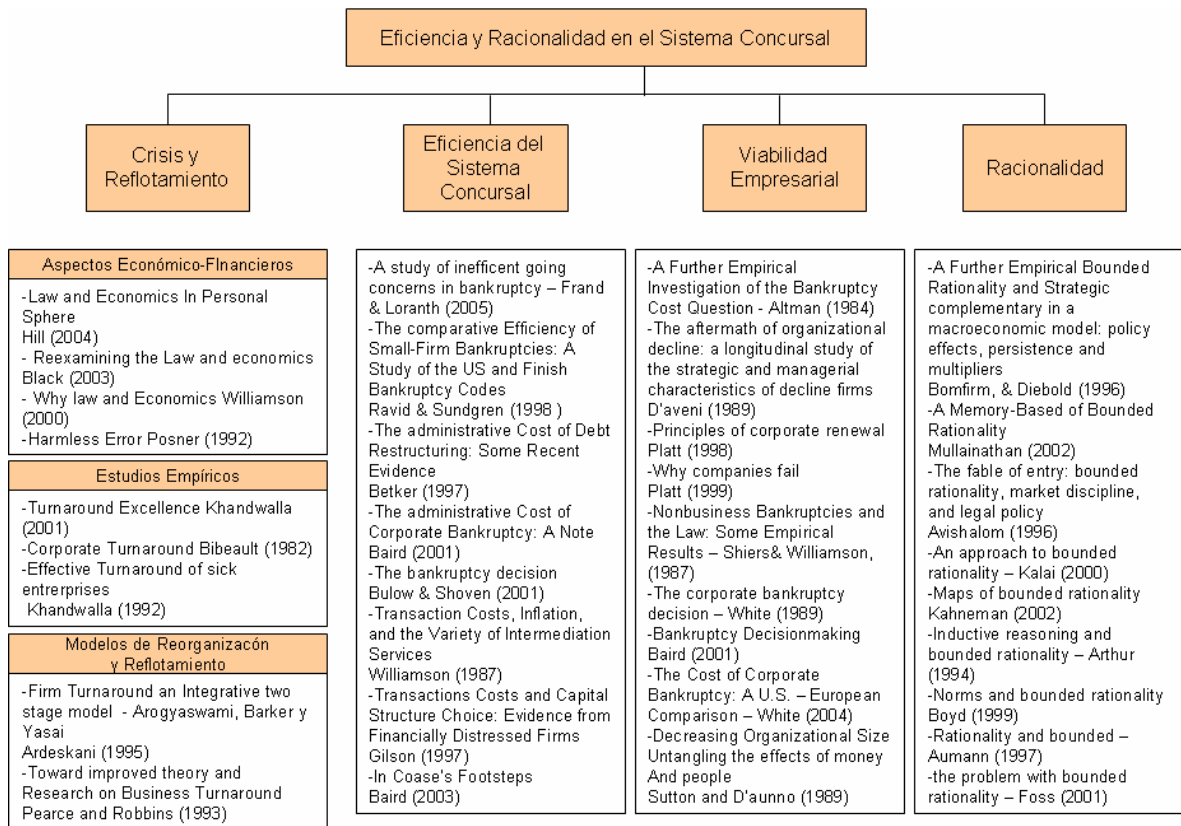 Eficiencia y Racionalidad en el Sistema Concursal
Crisis y
Reflotamiento
Eficiencia del
Sistema
Concursal
Viabilidad
Empresarial
Racionalidad
Aspectos Económico-FInancieros
-Law and Economics In Personal
Sphere
Hill (2004)
- Reexamining the Law and economics
Black (2003)
- Why law and Economics Williamson
(2000)
-Harmless Error Posner (1992)
Estudios Empíricos
-Turnaround Excellence Khandwalla
(2001)
-Corporate Turnaround Bibeault (1982)
-Effective Turnaround of sick
entrerprises
Khandwalla (1992)
Modelos de Reorganizacón
y Reflotamiento
-Firm Turnaround an Integrative two
stage model - Arogyaswami, Barker y
Yasai
Ardeskani (1995)
-Toward improved theory and
Research on Business Turnaround
Pearce and Robbins (1993)
-A study of inefficent going
concerns in bankruptcy – Frand
& Loranth (2005)
-The comparative Efficiency of
Small-Firm Bankruptcies: A
Study of the US and Finish
Bankruptcy Codes
Ravid & Sundgren (1998 )
-The administrative Cost of Debt
Restructuring: Some Recent
Evidence
Betker (1997)
-The administrative Cost of
Corporate Bankruptcy: A Note
Baird (2001)
-The bankruptcy decision
Bulow & Shoven (2001)
-Transaction Costs, Inflation,
and the Variety of Intermediation
Services
Williamson (1987)
-Transactions Costs and Capital
Structure Choice: Evidence from
Financially Distressed Firms
Gilson (1997)
-In Coase's Footsteps
Baird (2003)
-A Further Empirical
Investigation of the Bankruptcy
Cost Question - Altman (1984)
-The aftermath of organizational
decline: a longitudinal study of
the strategic and managerial
characteristics of decline firms
D'aveni (1989)
-Principles of corporate renewal
Platt (1998)
-Why companies fail
Platt (1999)
-Nonbusiness Bankruptcies and
the Law: Some Empirical
Results – Shiers& Williamson,
(1987)
-The corporate bankruptcy
decision – White (1989)
-Bankruptcy Decisionmaking
Baird (2001)
-The Cost of Corporate
Bankruptcy: A U.S. – European
Comparison – White (2004)
-Decreasing Organizational Size
Untangling the effects of money
And people
Sutton and D'aunno (1989)
-A Further Empirical Bounded
Rationality and Strategic
complementary in a
macroeconomic model: policy
effects, persistence and
multipliers
Bomfirm, & Diebold (1996)
-A Memory-Based of Bounded
Rationality
Mullainathan (2002)
-The fable of entry: bounded
rationality, market discipline,
and legal policy
Avishalom (1996)
-An approach to bounded
rationality – Kalai (2000)
-Maps of bounded rationality
Kahneman (2002)
-Inductive reasoning and
bounded rationality – Arthur
(1994)
-Norms and bounded rationality
Boyd (1999)
-Rationality and bounded –
Aumann (1997)
-the problem with bounded
rationality – Foss (2001)